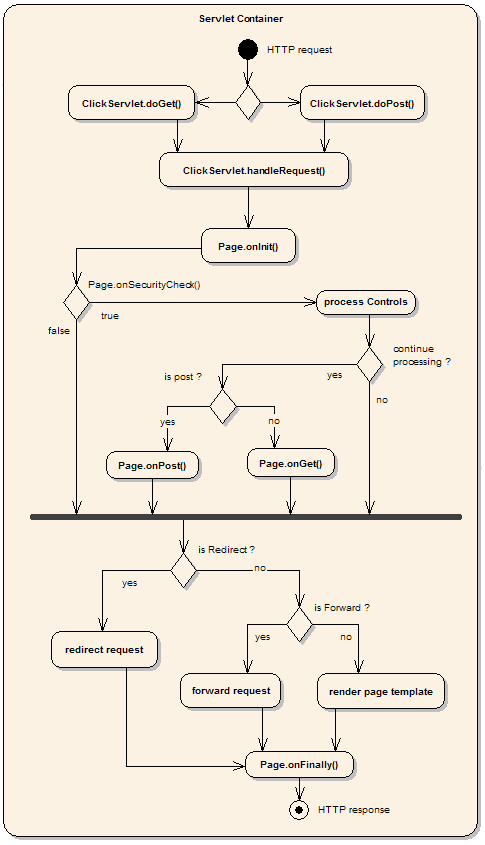 Servlet Container
HTTP request
ClickServlet.doGet()
ClickServlet.doPost()
ClickServlet.handleRequest()
Page.onInit()
Page.onSecurityCheck()
process Controls
true
false
continue
processing ?
is post ?
yes
no
yes
no
Page.onPost()
Page.onGet()
is Redirect ?
no
yes
is Forward ?
yes
no
redirect request
forward request
render page template
Page.onFinally()
HTTP response